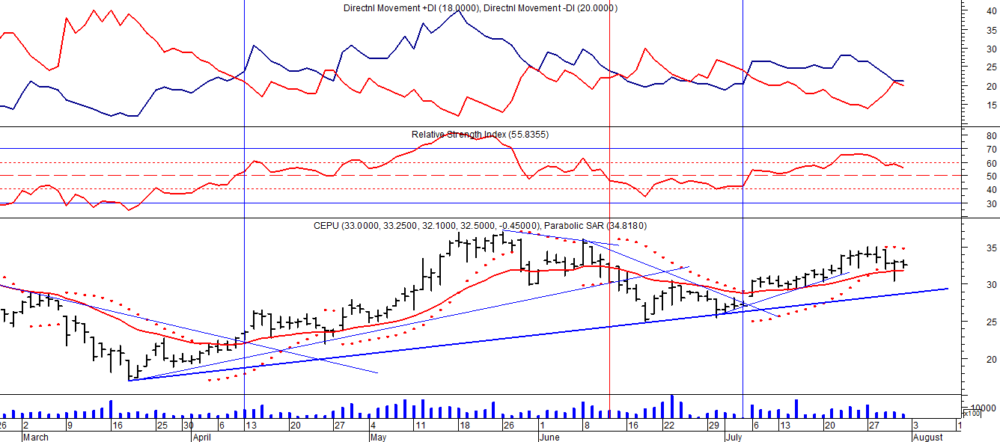 Directnl Movement +DI (18.0000), Directnl Movement -DI (20.0000)
40
35
30
25
20
15
Relative Strength Index (55.8355)
80
70
60
50
40
30
CEPU (33.0000, 33.2500, 32.1000, 32.5000, -0.45000), Parabolic SAR (34.8180)
35
30
25
20
10000
x100
26 2 9 16 25 30 6 13 20 27 4 11 18 26 1 8 16 22 29 6 13 20 27 3 1
March April May June July August